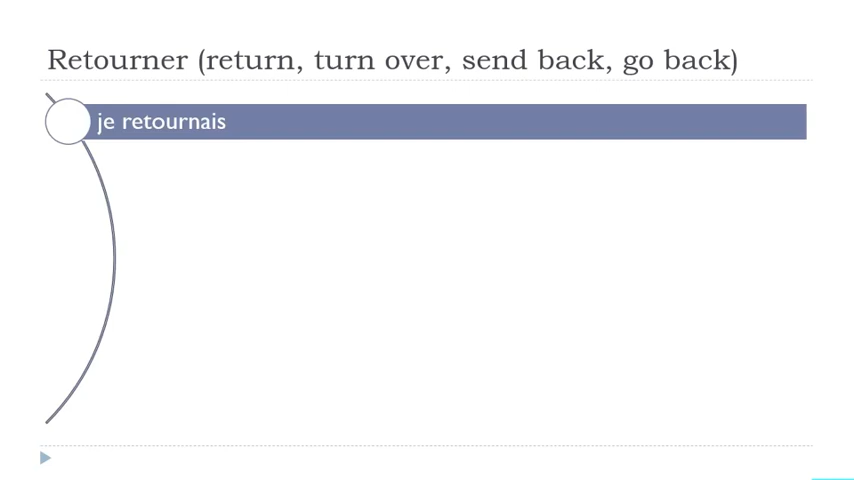 Retourner (return, turn over, send back, go back)
je retournais